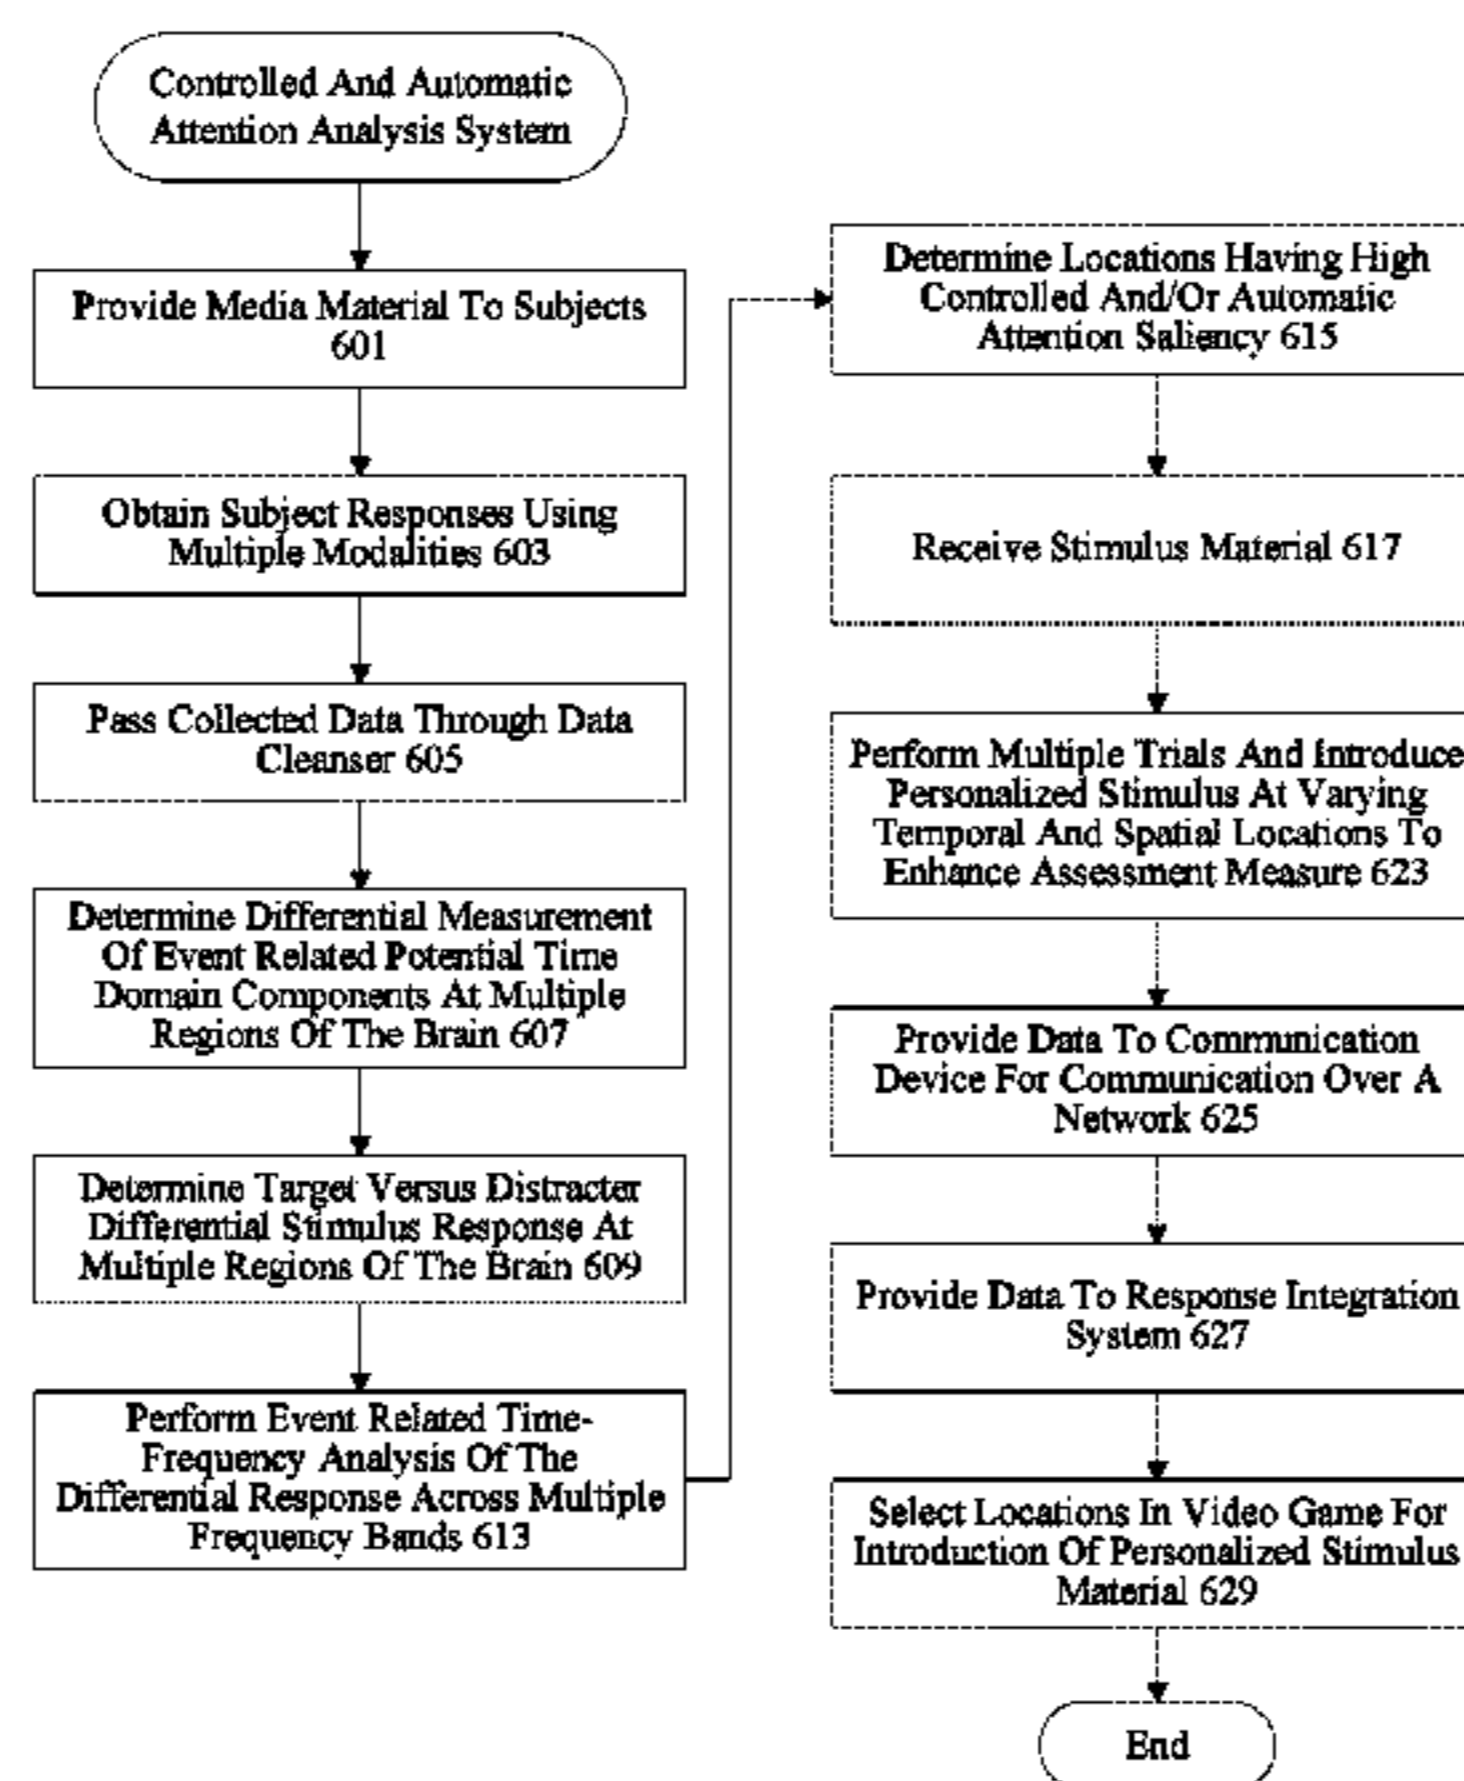 Controlled And Automatic
Attention Analysis System
Provide Media Material To Subjects
601
Obtain Subject Responses Using
Multiple Modalities 603
Pass Collected Data Through Data
Cleanser 605
Determine Differential Measurement
Of Event Related Potential Time
Domain Components At Multiple
Regions Of The Brain 607
Determine Target Versus Distracter
Differential Stimulus Response At
Multiple Regions Of The Brain 609
Perform Event Related Time-
Frequency Analysis Of The
Differential Response Across Multiple
Frequency Bands 613
Determine Locations Having High
Controlled And/Or Automatic
Attention Saliency 615
Receive Stimulus Material 617
Perform Multiple Trials And Introduce
Personalized Stimulus At Varying
Temporal And Spatial Locations To
Enhance Assessment Measure 623
Provide Data To Communication
Device For Communication Over A
Network 625
Provide Data To Response Integration
System 627
Select Locations In Video Game For
Introduction Of Personalized Stimulus
Material 629
End